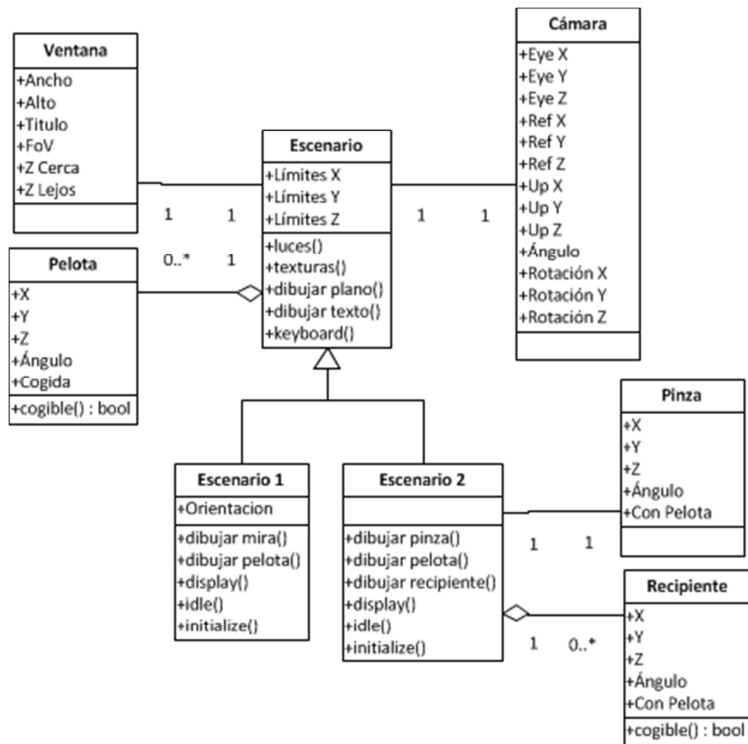 Ventana
+Ancho
+Alto
+Titulo
+FoV
+Z Cerca
+Z Lejos
Escenario
+Límites X
+Límites Y
+Límites Z
+luces()
+texturas()
+dibujar plano()
+dibujar texto()
+keyboard()
Cámara
+Eye X
+Eye Y
+Eye Z
+Ref X
+Ref Y
+Ref Z
+Up X
+Up Y
+Up Z
+Ángulo
+Rotación X
+Rotación Y
+Rotación Z
1 1
1 1
0..* 1
Pelota
+X
+Y
+Z
+Ángulo
+Cogida
+cogible() : bool
Escenario 1
+Orientacion
+dibujar mira()
+dibujar pelota()
+display()
+idle()
+initialize()
Escenario 2
+dibujar pinza()
+dibujar pelota()
+dibujar recipiente()
+display()
+idle()
+initialize()
Pinza
+X
+Y
+Z
+Ángulo
+Con Pelota
1 1
Recipiente
+X
+Y
+Z
+Ángulo
+Con Pelota
+cogible() : bool
1 0..*